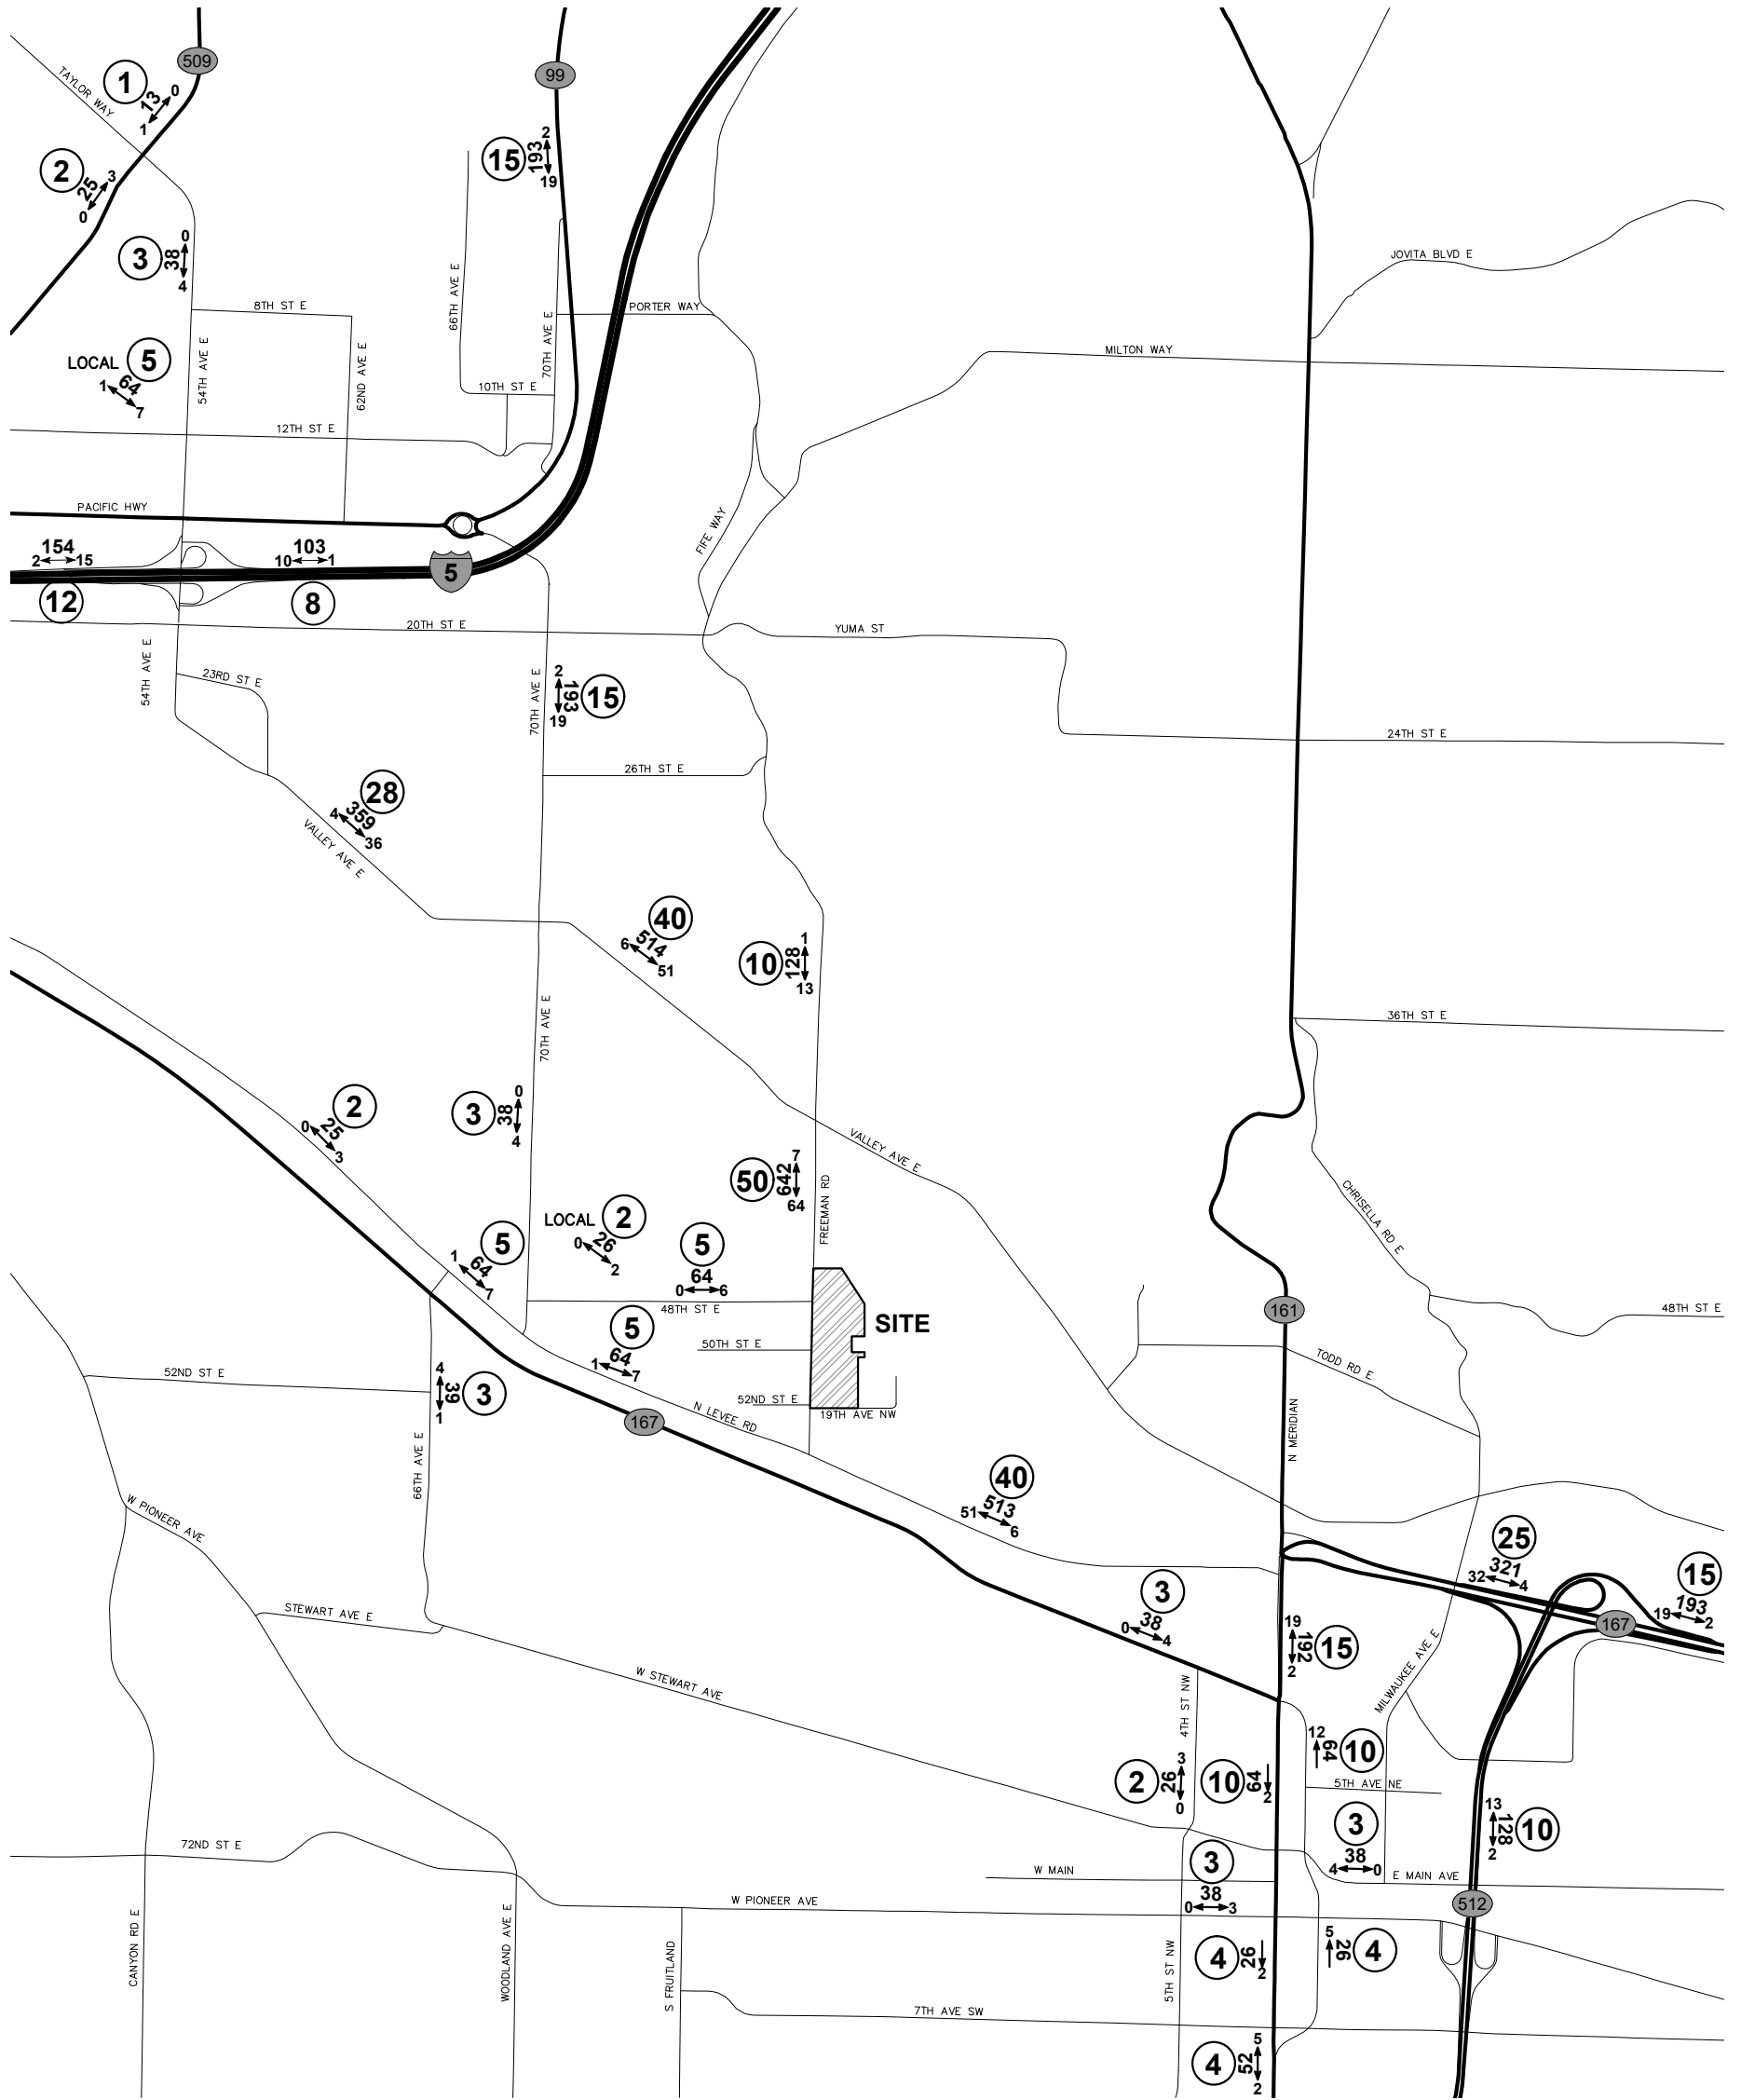 509
TAYLOR WAY
1
13
0
1
99
2
25
3
0
15
193
2
19
3
38
0
4
66TH AVE E
JOVITA BLVD E
8TH ST E
PORTER WAY
70TH AVE E
54TH AVE E
62ND AVE E
LOCAL 5
1
64
7
MILTON WAY
10TH ST E
12TH ST E
PACIFIC HWY
FIFE WAY
154
2
15
12
103
10
1
8
5
20TH ST E
YUMA ST
54TH AVE E
23RD ST E
70TH AVE E
2
193
19
15
24TH ST E
26TH ST E
28
4
359
36
VALLEY AVE E
40
6
514
51
10
128
1
13
70TH AVE E
36TH ST E
2
0
25
3
3
38
0
4
VALLEY AVE E
50
642
7
64
FREEMAN RD
CHRISELLA RD E
LOCAL 2
0
26
2
5
1
64
7
5
64
0
6
48TH ST E
161
48TH ST E
SITE
5
1
64
7
50TH ST E
TODD RD E
52ND ST E
4
39
1
3
52ND ST E
19TH AVE NW
N LEVEE RD
167
N MERIDIAN
66TH AVE E
40
51
513
6
W PIONEER AVE
25
32
321
4
15
19
193
2
167
STEWART AVE E
3
0
38
4
19
192
2
15
MILWAUKEE AVE E
W STEWART AVE
4TH ST NW
12
64
10
2
26
3
0
10
64
2
5TH AVE NE
13
128
2
10
3
38
4
0
72ND ST E
3
38
0
3
W MAIN
E MAIN AVE
W PIONEER AVE
512
CANYON RD E
WOODLAND AVE E
S FRUITLAND
5TH ST NW
4
26
2
5
26
4
7TH AVE SW
4
52
5
2